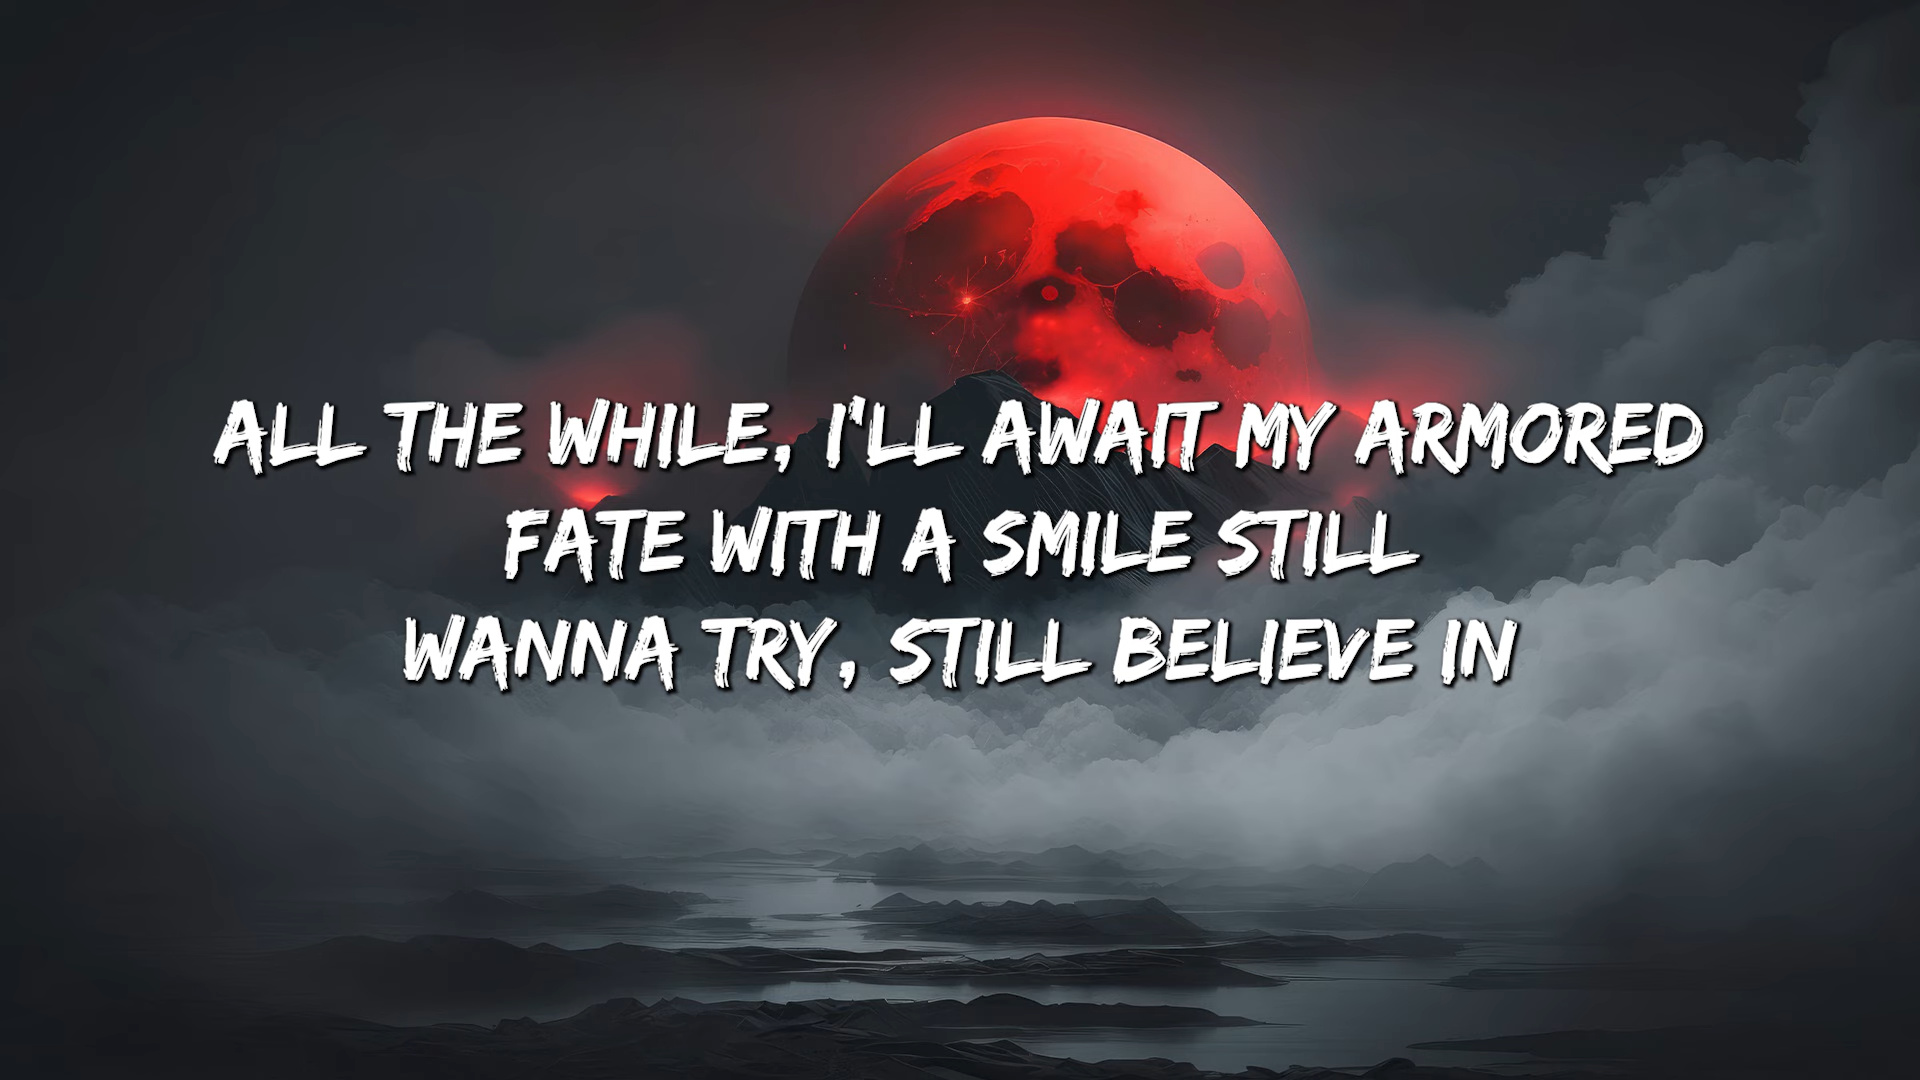 ALL THE WHILE, I'LL AWAIT MY ARMORED
FATE WITH A SMILE STILL
WANNA TRY, STILL BELIEVE IN